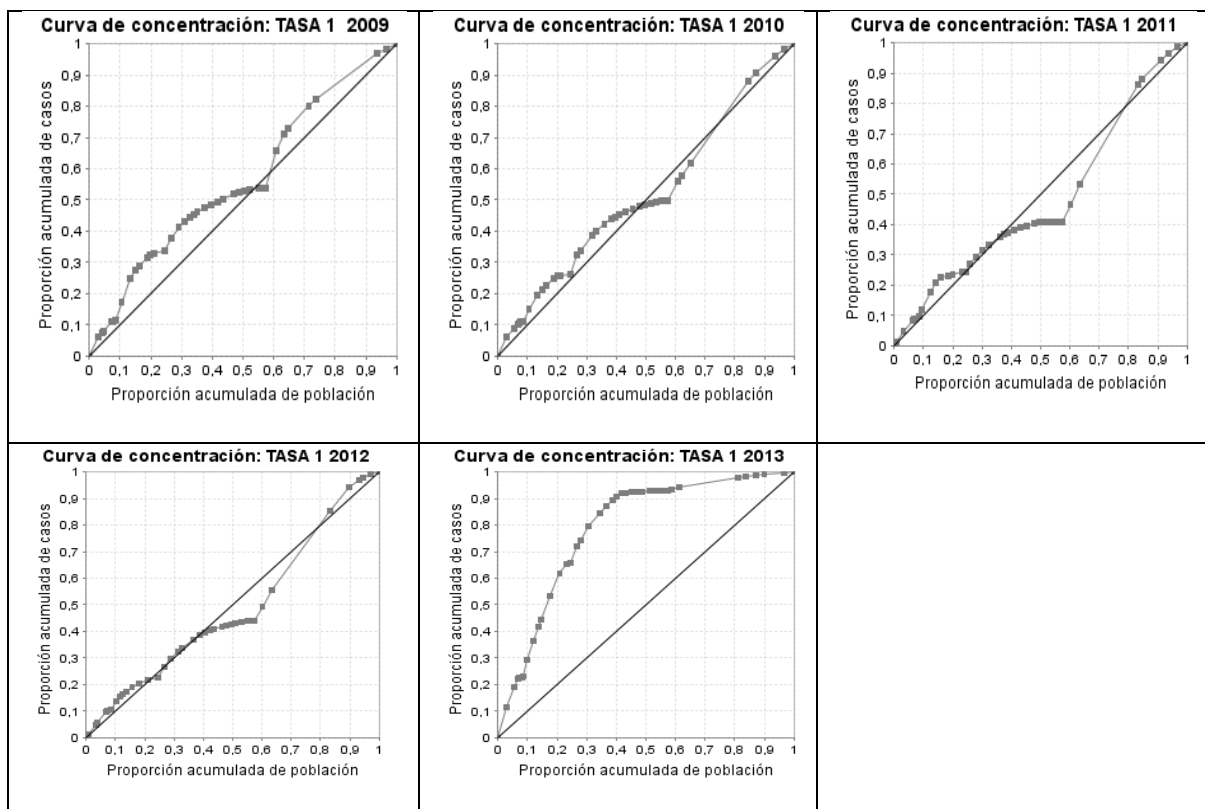 Curva de concentración: TASA 1  2009
Proporción acumulada de casos
1
0,9
0,8
0,7
0,6
0,5
0,4
0,3
0,2
0,1
0
0 0,1 0,2 0,3 0,4 0,5 0,6 0,7 0,8 0,9 1
Proporción acumulada de población
Curva de concentración: TASA 1 2010
Proporción acumulada de casos
1
0,9
0,8
0,7
0,6
0,5
0,4
0,3
0,2
0,1
0
0 0,1 0,2 0,3 0,4 0,5 0,6 0,7 0,8 0,9 1
Proporción acumulada de población
Curva de concentración: TASA 1 2011
Proporción acumulada de casos
1
0,9
0,8
0,7
0,6
0,5
0,4
0,3
0,2
0,1
0
0 0,1 0,2 0,3 0,4 0,5 0,6 0,7 0,8 0,9 1
Proporción acumulada de población
Curva de concentración: TASA 1 2012
Proporción acumulada de casos
1
0,9
0,8
0,7
0,6
0,5
0,4
0,3
0,2
0,1
0
0 0,1 0,2 0,3 0,4 0,5 0,6 0,7 0,8 0,9 1
Proporción acumulada de población
Curva de concentración: TASA 1 2013
Proporción acumulada de casos
1
0,9
0,8
0,7
0,6
0,5
0,4
0,3
0,2
0,1
0
0 0,1 0,2 0,3 0,4 0,5 0,6 0,7 0,8 0,9 1
Proporción acumulada de población